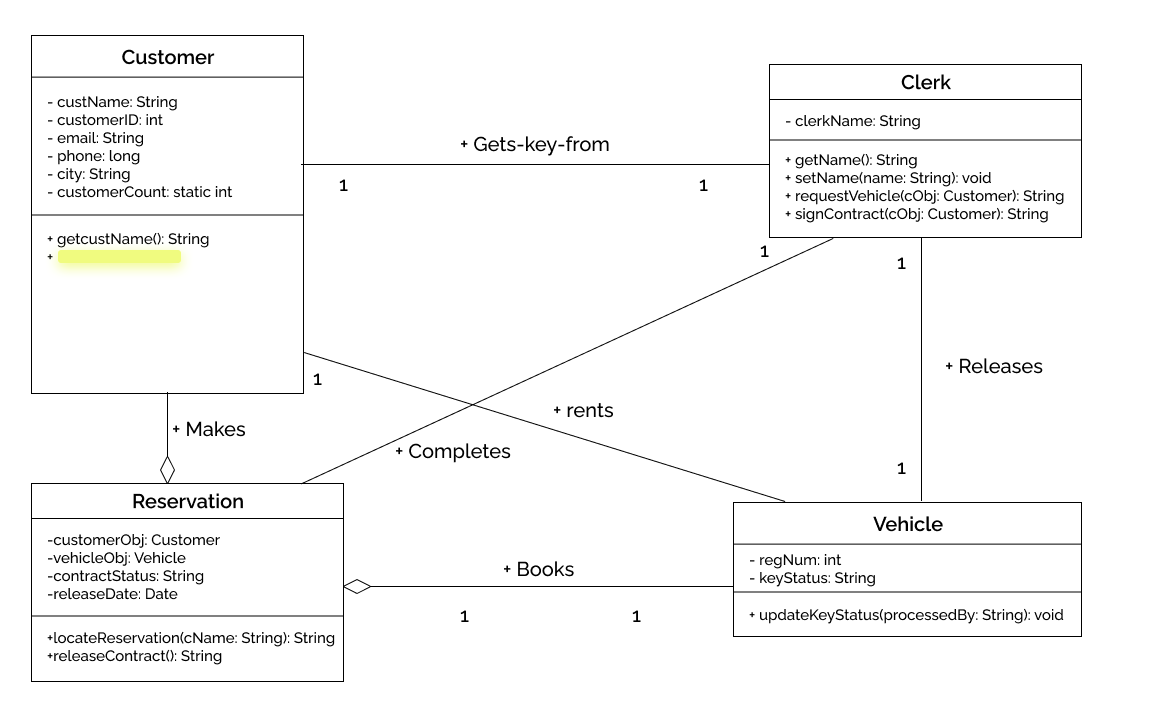 Customer
- custName: String
- customerID: int
- email: String
- phone: long
- city: String
- customerCount: static int
+ getcustName(): String
+
Clerk
- clerkName: String
+ getName(): String
+ setName(name: String): void
+ requestVehicle(cObj: Customer): String
+ signContract(cObj: Customer): String
+ Gets-key-from
1
1
1
1
+ Releases
1
1
+ rents
+ Completes
+ Makes
Reservation
-customerObj: Customer
-vehicleObj: Vehicle
-contractStatus: String
-releaseDate: Date
+locateReservation(cName: String): String
+releaseContract(): String
+ Books
1
1
Vehicle
- regNum: int
- keyStatus: String
+ updateKeyStatus(processedBy: String): void